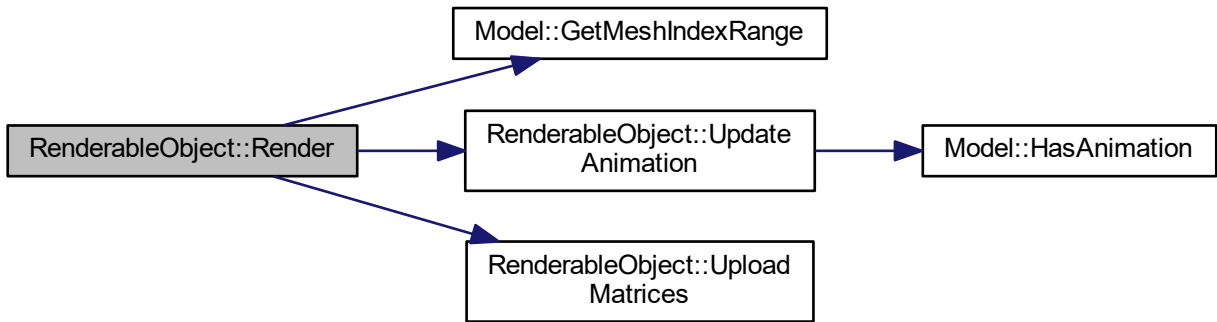 Model::GetMeshIndexRange
RenderableObject::Render
RenderableObject::Update
Animation
Model::HasAnimation
RenderableObject::Upload
Matrices